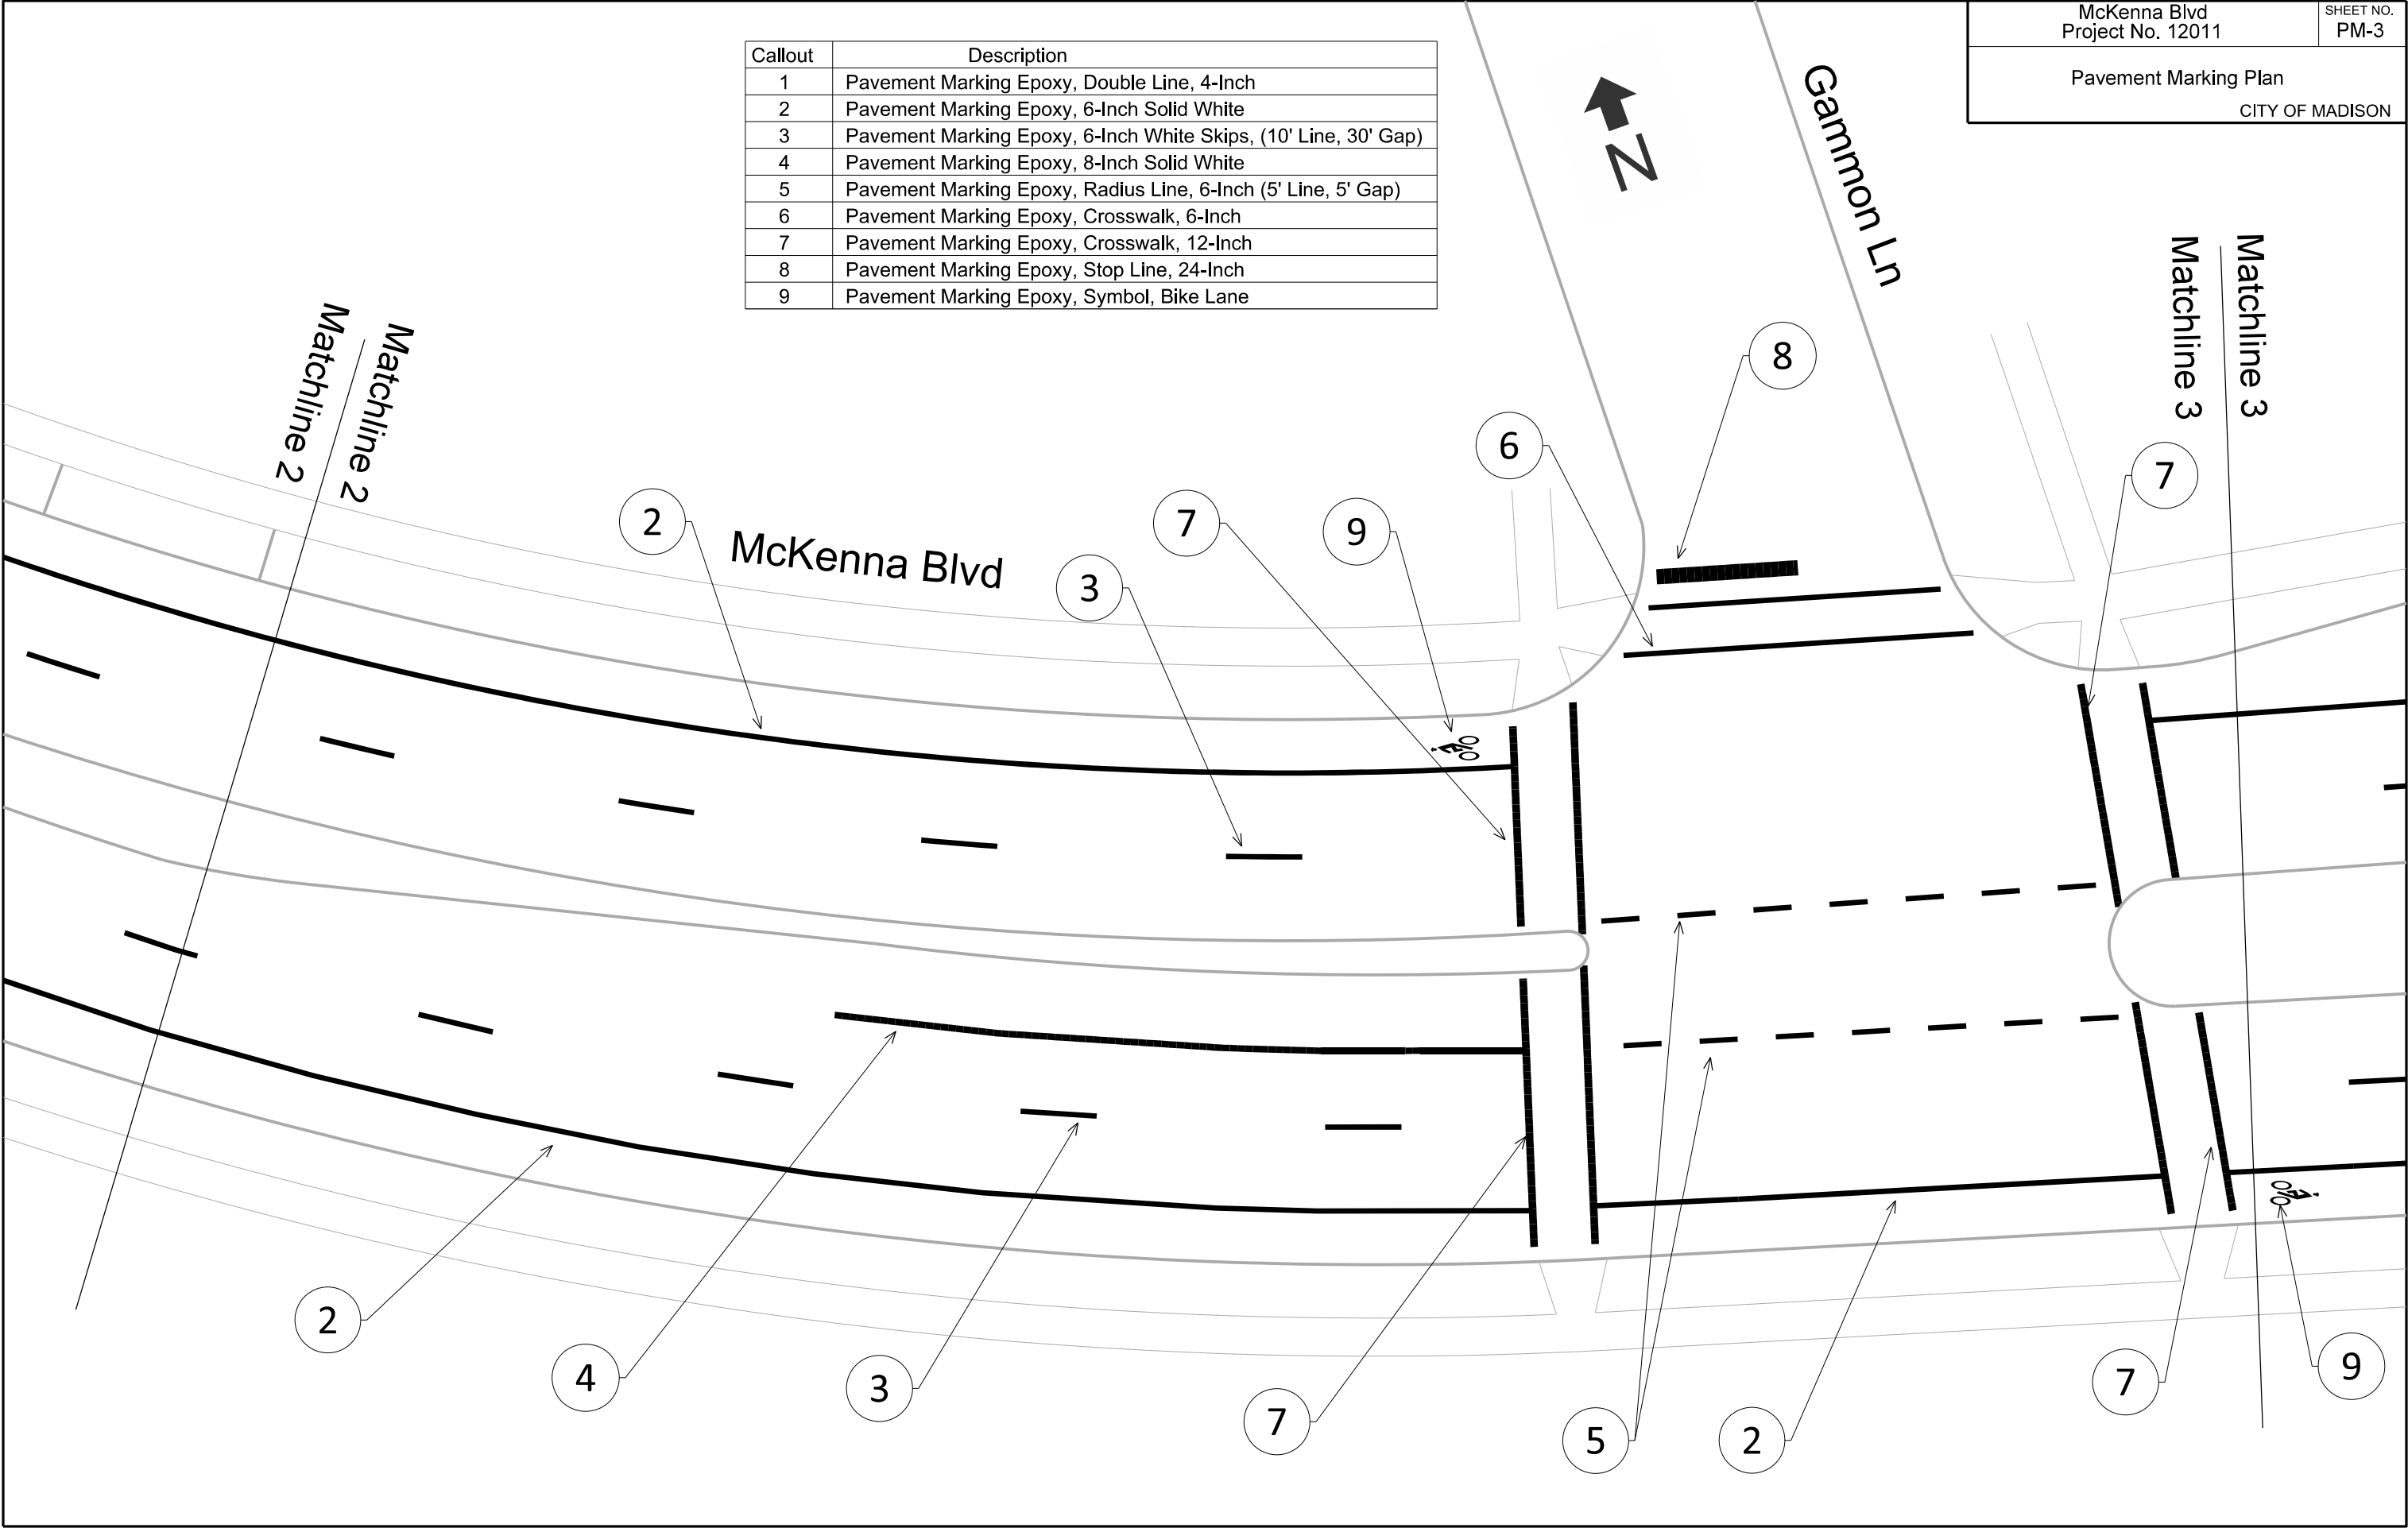 McKenna Blvd
Project No. 12011
SHEET NO.
PM-3
Pavement Marking Plan
CITY OF MADISON
Callout Description
1 Pavement Marking Epoxy, Double Line, 4-Inch
2 Pavement Marking Epoxy, 6-Inch Solid White
3 Pavement Marking Epoxy, 6-Inch White Skips, (10' Line, 30' Gap)
4 Pavement Marking Epoxy, 8-Inch Solid White
5 Pavement Marking Epoxy, Radius Line, 6-Inch (5' Line, 5' Gap)
6 Pavement Marking Epoxy, Crosswalk, 6-Inch
7 Pavement Marking Epoxy, Crosswalk, 12-Inch
8 Pavement Marking Epoxy, Stop Line, 24-Inch
9 Pavement Marking Epoxy, Symbol, Bike Lane
N
Gammon Ln
Matchline 3
Matchline 3
Matchline 2
Matchline 2
8
6
7
2
7
9
McKenna Blvd
3
2
4
3
7
5
2
7
9